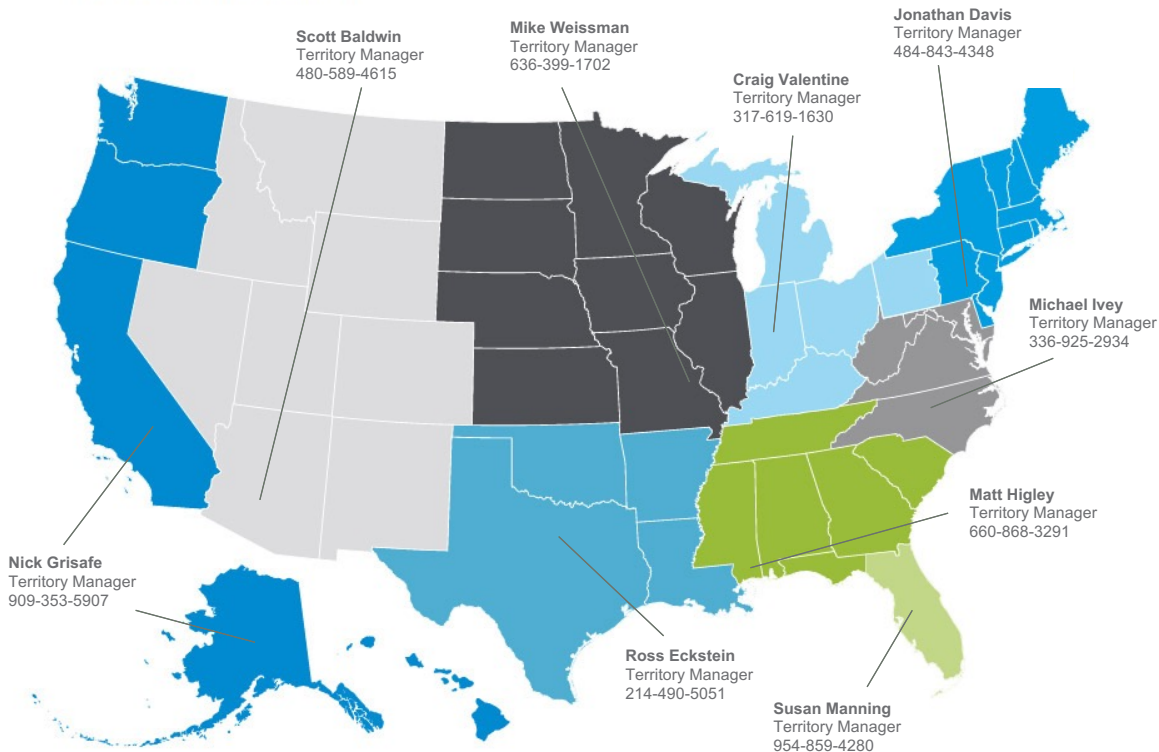 Scott Baldwin
Territory Manager
480-589-4615
Mike Weissman
Territory Manager
636-399-1702
Craig Valentine
Territory Manager
317-619-1630
Jonathan Davis
Territory Manager
484-843-4348
Michael Ivey
Territory Manager
336-925-2934
Matt Higley
Territory Manager
660-868-3291
Nick Grisafe
Territory Manager
909-353-5907
Ross Eckstein
Territory Manager
214-490-5051
Susan Manning
Territory Manager
954-859-4280